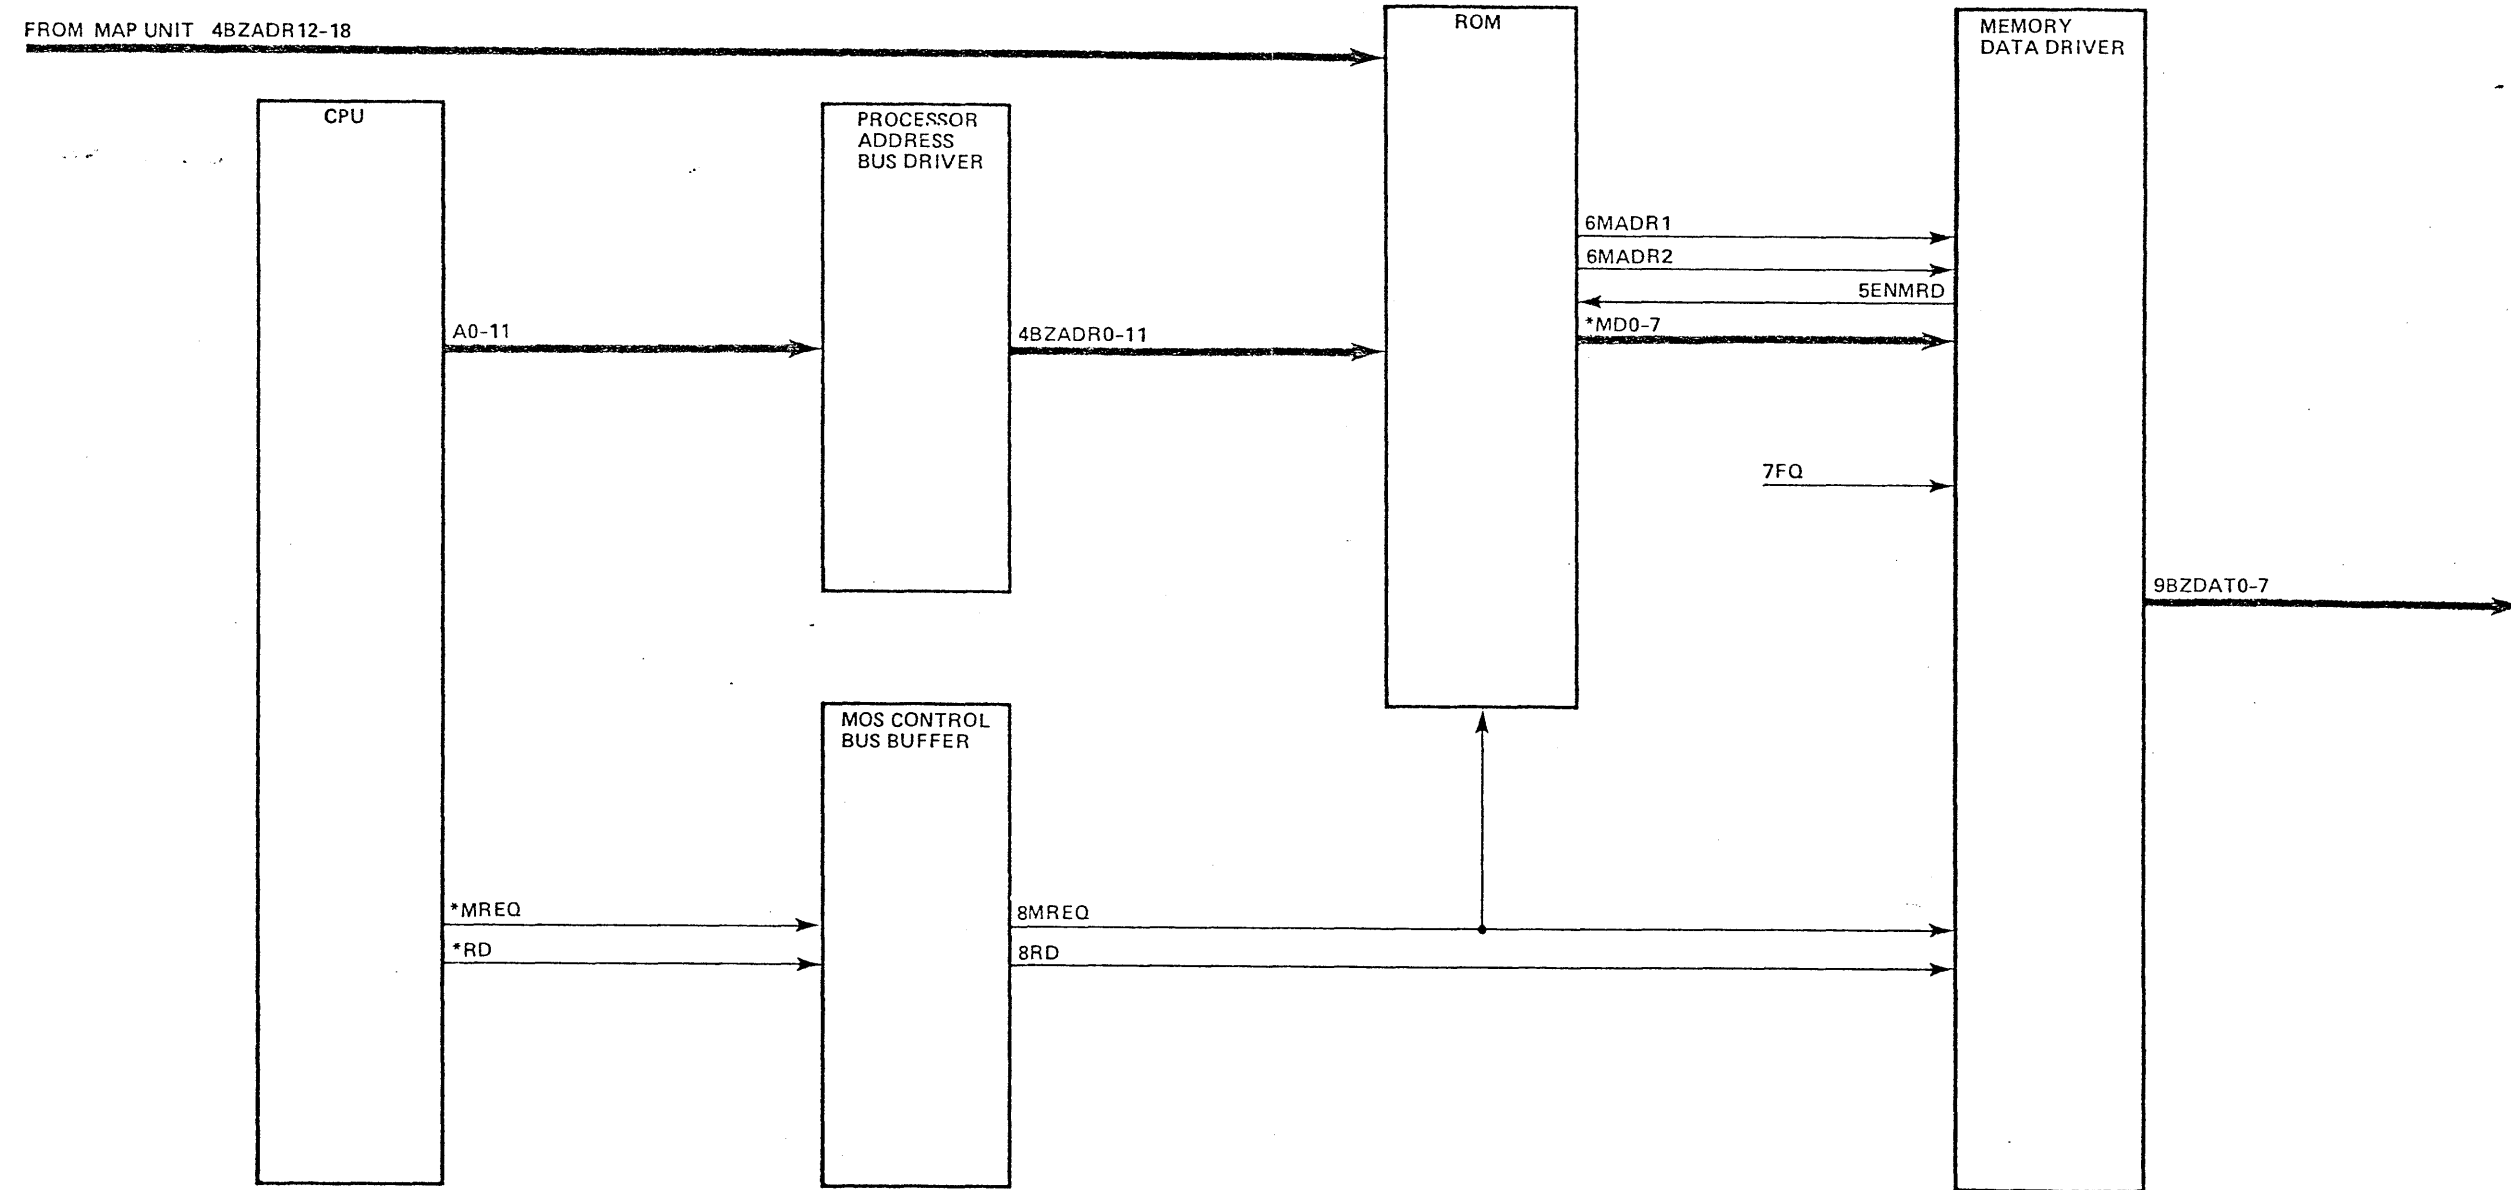 FROM MAP UNIT 4BZADR12-18
ROM
MEMORY
DATA DRIVER
CPU
PROCESSOR
ADDRESS
BUS DRIVER
6MADR1
6MADR2
5ENMRD
*MD0-7
A0-11
4BZADR0-11
7FQ
9BZDAT0-7
MOS CONTROL
BUS BUFFER
*MREQ
8MREQ
*RD
8RD